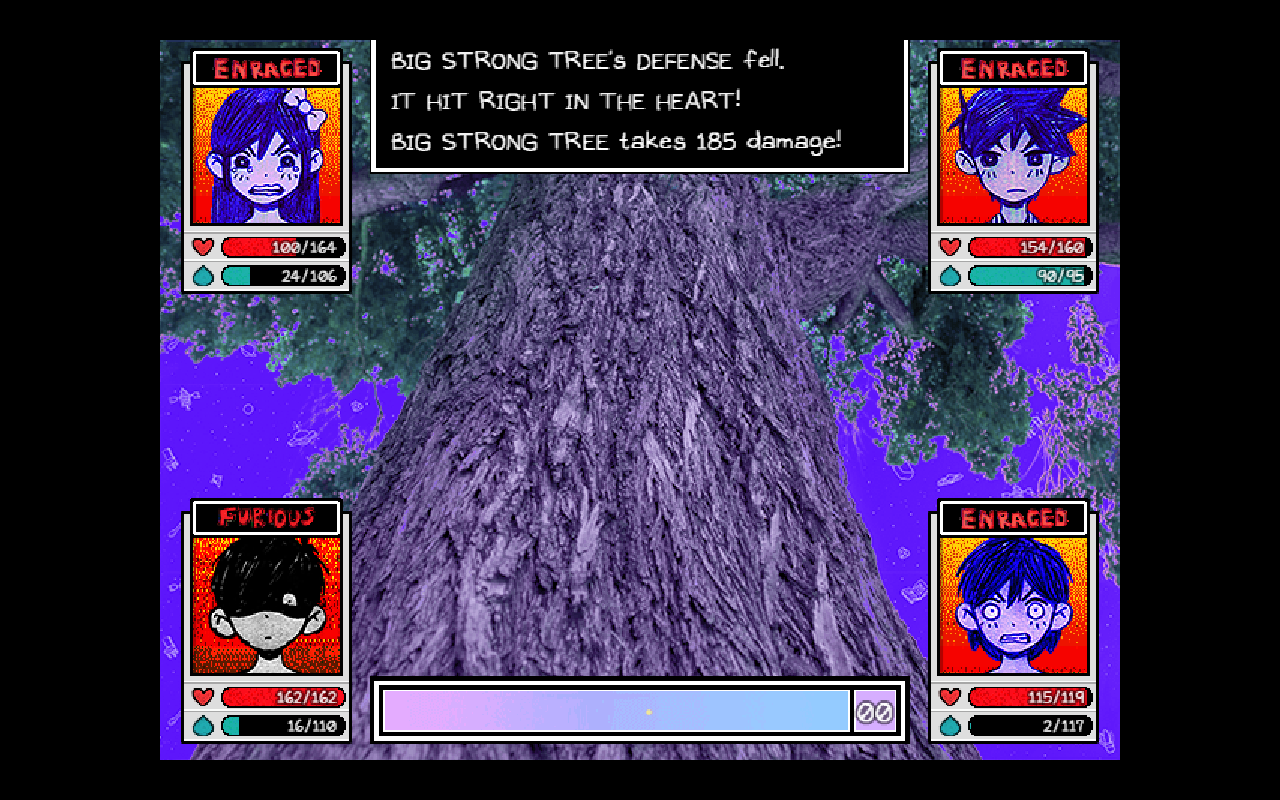 ENRAGED
BIG STRONG TREE's DEFENSE fell.
IT HIT RIGHT IN THE HEART!
BIG STRONG TREE takes 185 damage!
ENRAGED
100/164
24/106
154/160
90/95
FURIOUS
ENRAGED
162/162
16/110
00
115/119
2/117